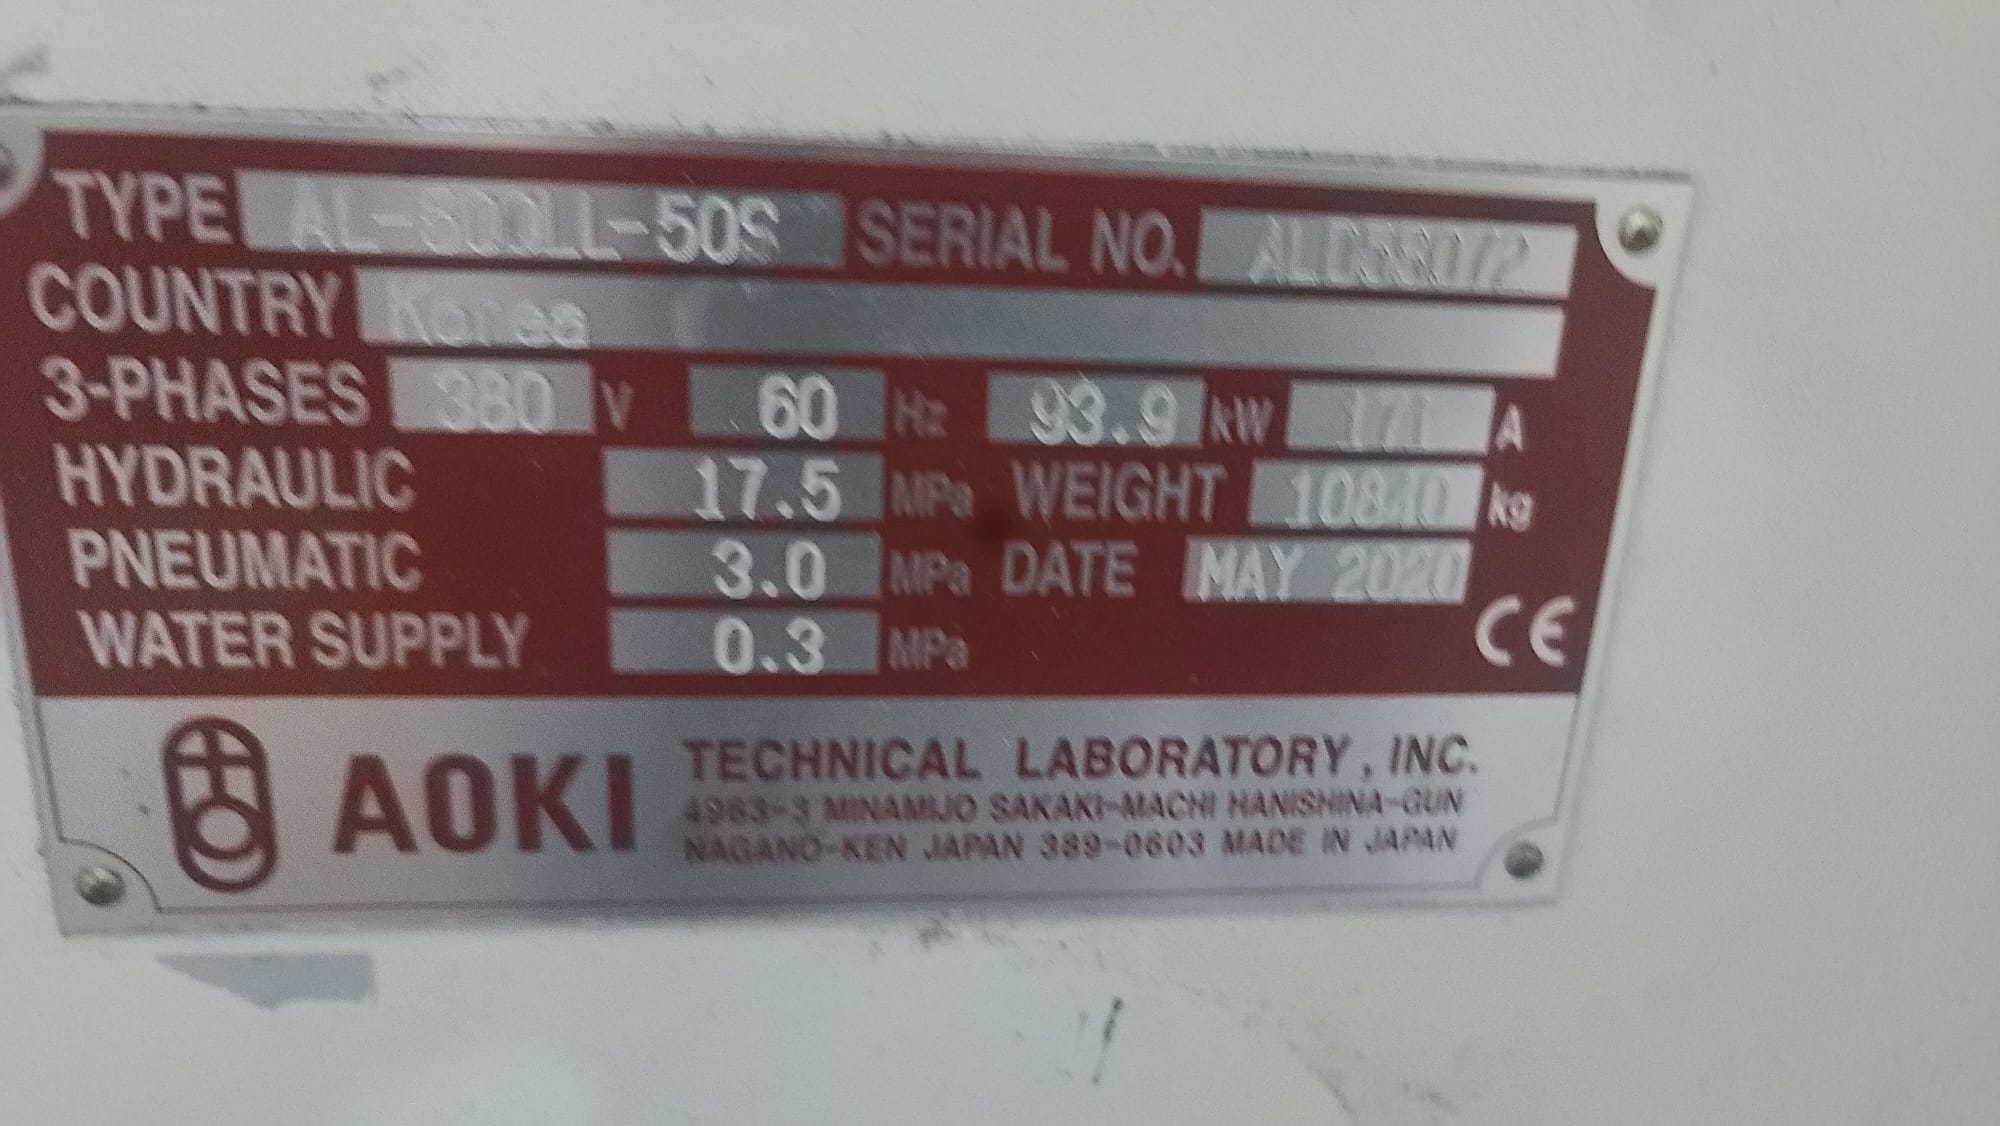 TYPE AL-500LL-50S SERIAL NO.
COUNTRY Korea
3-PHASES 380 V 60 Hz 93.9 kW 171 A
HYDRAULIC 17.5 MPa WEIGHT 10840 kg
PNEUMATIC 3.0 MPa DATE MAY 2020
WATER SUPPLY 0.3 MPa CE
AOKI TECHNICAL LABORATORY, INC.
4963-3 MINAMIJO SAKAKI-MACHI HANISHINA-GUN
NAGANO-KEN JAPAN 389-0603 MADE IN JAPAN